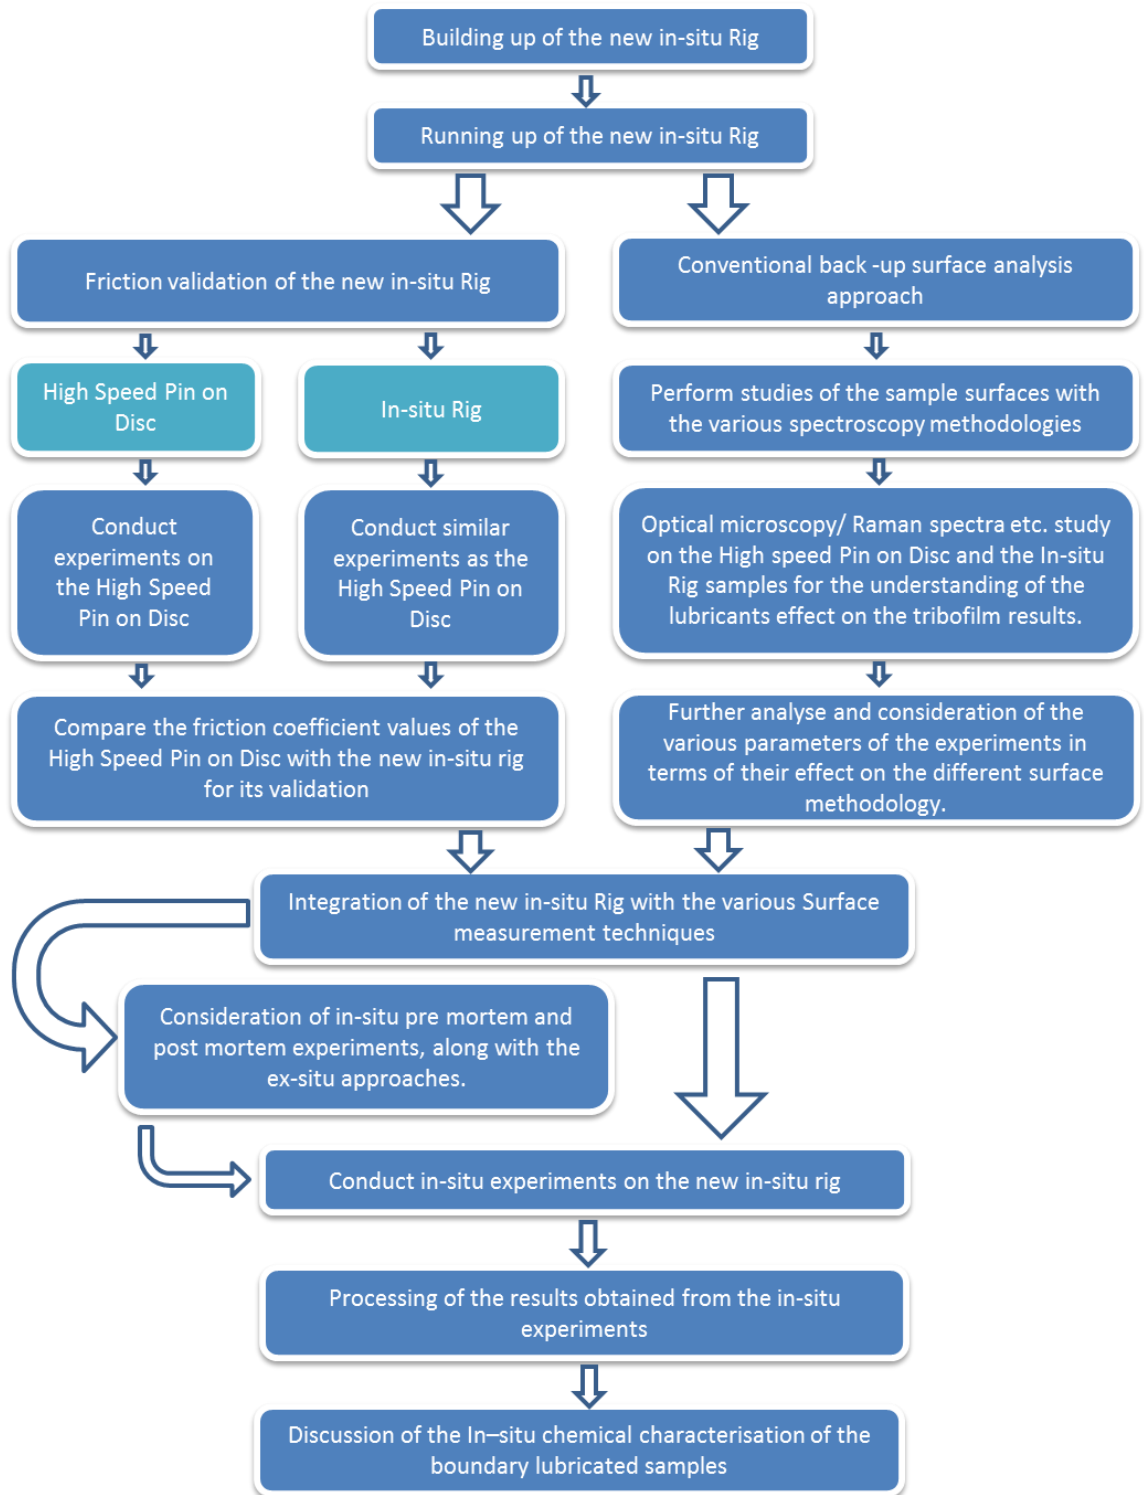 Building up of the new in-situ Rig
Running up of the new in-situ Rig
Friction validation of the new in-situ Rig
Conventional back -up surface analysis
approach
High Speed Pin on
Disc
In-situ Rig
Perform studies of the sample surfaces with
the various spectroscopy methodologies
Conduct
experiments on
the High Speed
Pin on Disc
Conduct similar
experiments as the
High Speed Pin on
Disc
Optical microscopy/ Raman spectra etc. study
on the High speed Pin on Disc and the In-situ
Rig samples for the understanding of the
lubricants effect on the tribofilm results.
Compare the friction coefficient values of the
High Speed Pin on Disc with the new in-situ rig
for its validation
Further analyse and consideration of the
various parameters of the experiments in
terms of their effect on the different surface
methodology.
Integration of the new in-situ Rig with the various Surface
measurement techniques
Consideration of in-situ pre mortem and
post mortem experiments, along with the
ex-situ approaches.
Conduct in-situ experiments on the new in-situ rig
Processing of the results obtained from the in-situ
experiments
Discussion of the In–situ chemical characterisation of the
boundary lubricated samples